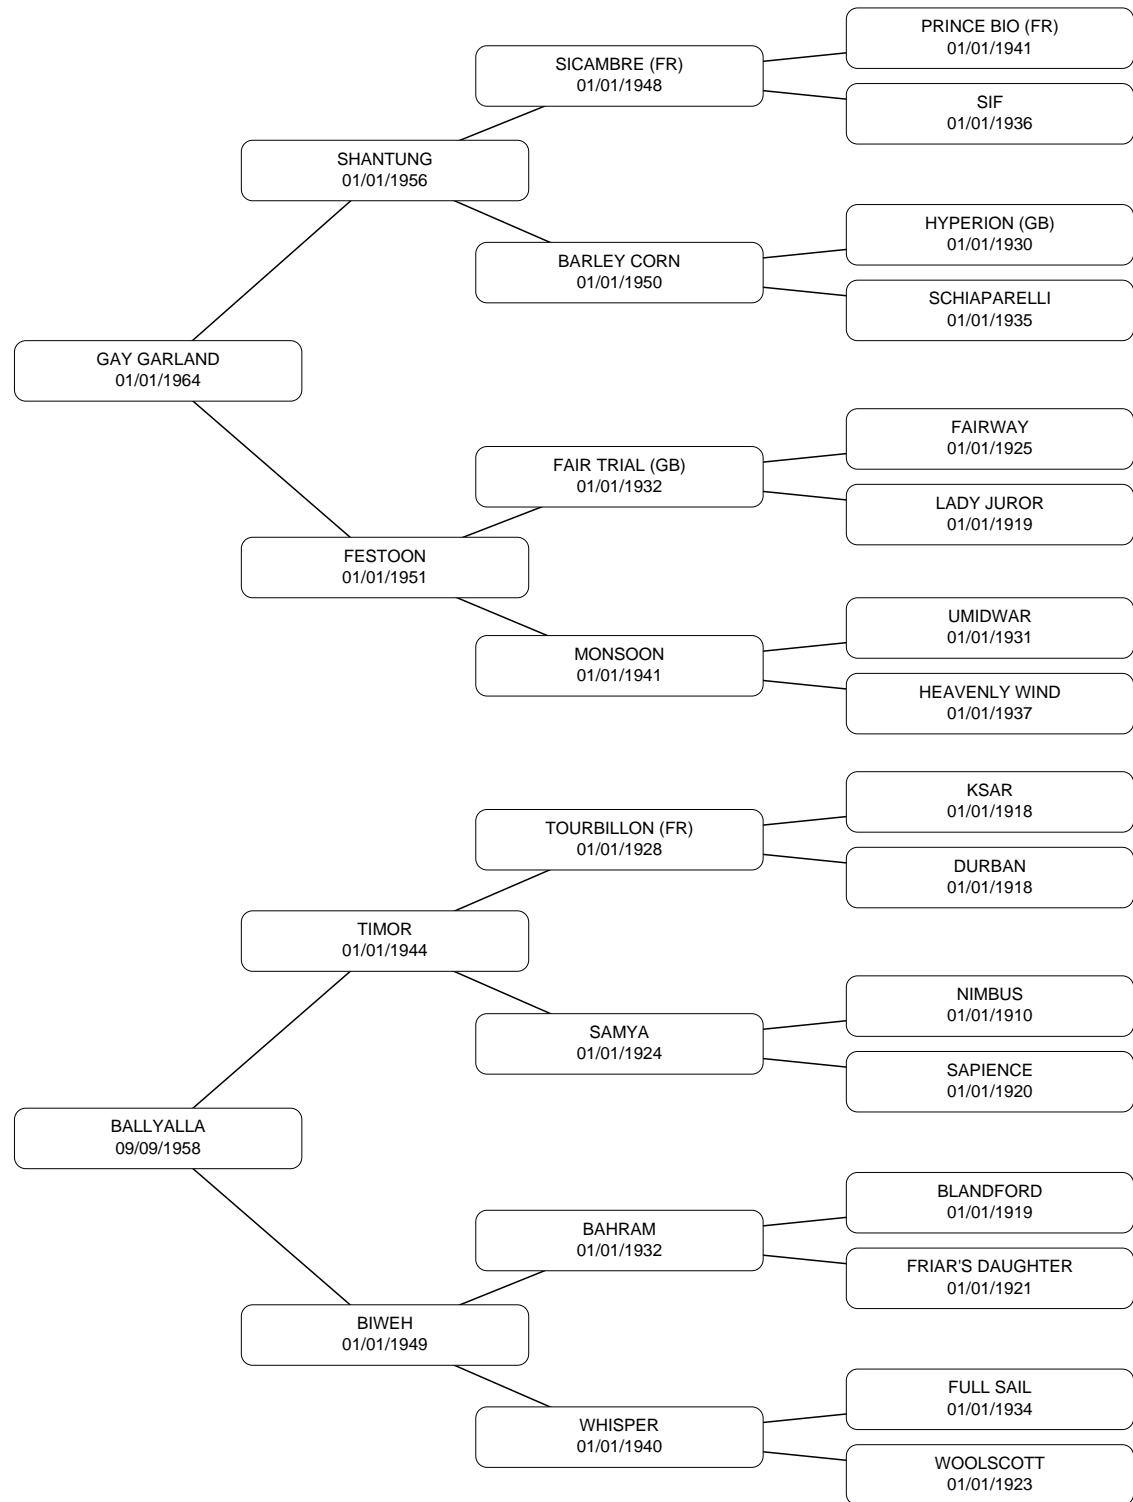 PRINCE BIO (FR)
01/01/1941
SICAMBRE (FR)
01/01/1948
SIF
01/01/1936
SHANTUNG
01/01/1956
HYPERION (GB)
01/01/1930
BARLEY CORN
01/01/1950
SCHIAPARELLI
01/01/1935
GAY GARLAND
01/01/1964
FAIRWAY
01/01/1925
FAIR TRIAL (GB)
01/01/1932
LADY JUROR
01/01/1919
FESTOON
01/01/1951
UMIDWAR
01/01/1931
MONSOON
01/01/1941
HEAVENLY WIND
01/01/1937
KSAR
01/01/1918
TOURBILLON (FR)
01/01/1928
DURBAN
01/01/1918
TIMOR
01/01/1944
NIMBUS
01/01/1910
SAMYA
01/01/1924
SAPIENCE
01/01/1920
BALLYALLA
09/09/1958
BLANDFORD
01/01/1919
BAHRAM
01/01/1932
FRIAR'S DAUGHTER
01/01/1921
BIWEH
01/01/1949
FULL SAIL
01/01/1934
WHISPER
01/01/1940
WOOLSCOTT
01/01/1923